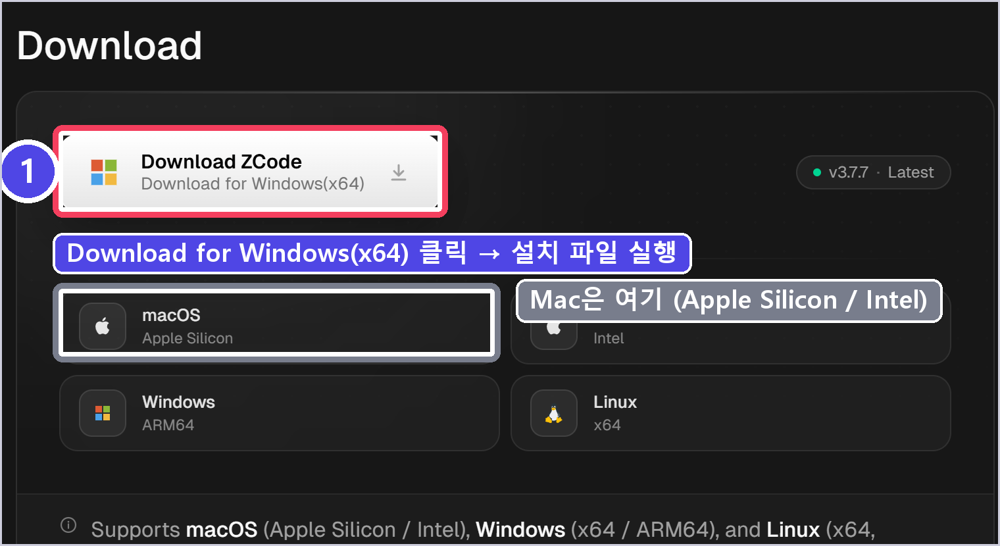 Download
1
Download ZCode
Download for Windows(x64)
v3.7.7 · Latest
Download for Windows(x64) 클릭 → 설치 파일 실행
Mac은 여기 (Apple Silicon / Intel)
macOS
Apple Silicon
Intel
Windows
ARM64
Linux
x64
Supports macOS (Apple Silicon / Intel), Windows (x64 / ARM64), and Linux (x64,